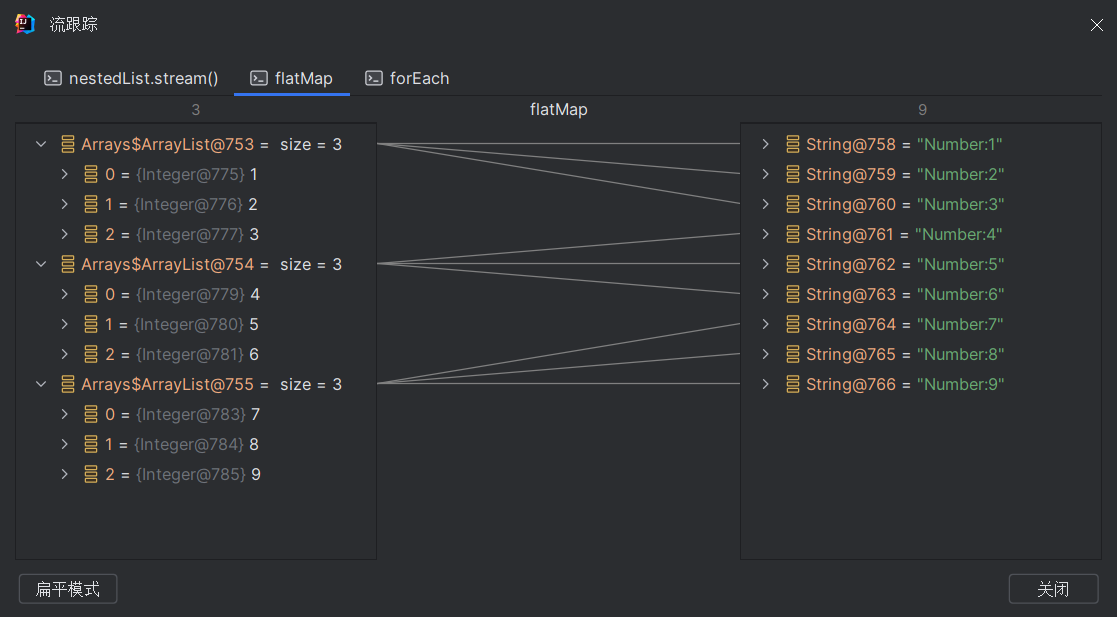 流跟踪
nestedList.stream() flatMap forEach
3 flatMap 9
Arrays$ArrayList@753 = size = 3 String@758 = "Number:1"
0 = {Integer@775} 1 String@759 = "Number:2"
1 = {Integer@776} 2 String@760 = "Number:3"
2 = {Integer@777} 3 String@761 = "Number:4"
Arrays$ArrayList@754 = size = 3 String@762 = "Number:5"
0 = {Integer@779} 4 String@763 = "Number:6"
1 = {Integer@780} 5 String@764 = "Number:7"
2 = {Integer@781} 6 String@765 = "Number:8"
Arrays$ArrayList@755 = size = 3 String@766 = "Number:9"
0 = {Integer@783} 7
1 = {Integer@784} 8
2 = {Integer@785} 9
扁平模式 关闭